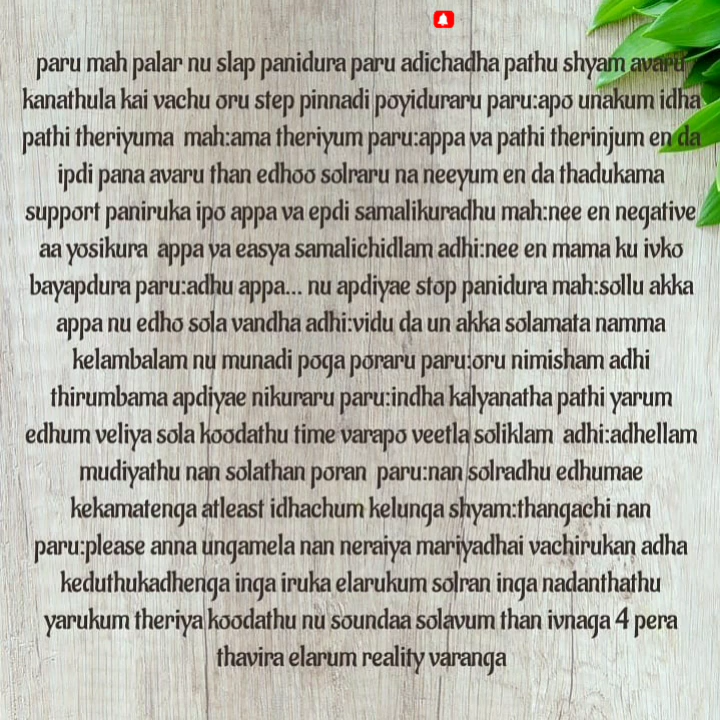 paru mah palar nu slap panidura paru adichadha pathu shyam avaru
kanathula kai vachu oru step pinnadi poyiduraru paru:apo unakum idha
pathi theriyuma mah:ama theriyum paru:appa va pathi therinjum en da
ipdi pana avaru than edhoo solraru na neeyum en da thadukama
support paniruka ipo appa va epdi samalikuradhu mah:nee en negative
aa yosikura appa va easya samalichidlam adhi:nee en mama ku ivko
bayapdura paru:adhu appa... nu apdiyae stop panidura mah:sollu akka
appa nu edho sola vandha adhi:vidu da un akka solamata namma
kelambalam nu munadi poga poraru paru:oru nimisham adhi
thirumbama apdiyae nikuraru paru:indha kalyanatha pathi yarum
edhum veliya sola koodathu time varapo veetla soliklam adhi:adhellam
mudiyathu nan solathan poran paru:nan solradhu edhumae
kekamatenga atleast idhachum kelunga shyam:thangachi nan
paru:please anna ungamela nan neraiya mariyadhai vachirukan adha
keduthukadhenga inga iruka elarukum solran inga nadanthathu
yarukum theriya koodathu nu soundaa solavum than ivnaga 4 pera
thavira elarum reality varanga